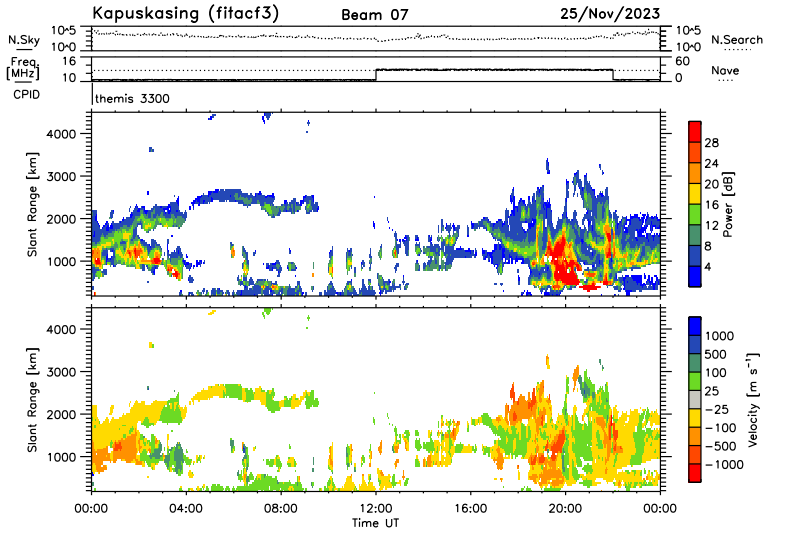 Kapuskasing (fitacf3) Beam 07 25/Nov/2023
N.Sky 10^5 10^0 10^5 10^0 N.Search
Freq. [MHz] 16 10 60 0 Nave
CPID themis 3300
Slant Range [km] 4000 3000 2000 1000
Power [dB] 28 24 20 16 12 8 4
Slant Range [km] 4000 3000 2000 1000
Velocity [m s⁻¹] 1000 500 100 25 −25 −100 −500 −1000
00:00 04:00 08:00 12:00 16:00 20:00 00:00
Time UT